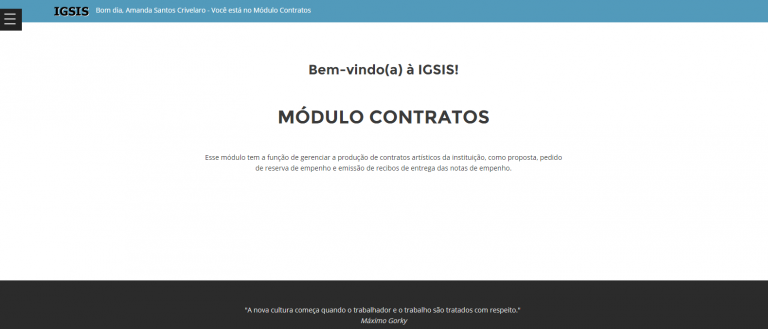 IGSIS Bom dia, Amanda Santos Crivelaro - Você está no Módulo Contratos
Bem-vindo(a) à IGSIS!
MÓDULO CONTRATOS
Esse módulo tem a função de gerenciar a produção de contratos artísticos da instituição, como proposta, pedido
de reserva de empenho e emissão de recibos de entrega das notas de empenho.
"A nova cultura começa quando o trabalhador e o trabalho são tratados com respeito."
Máximo Gorky